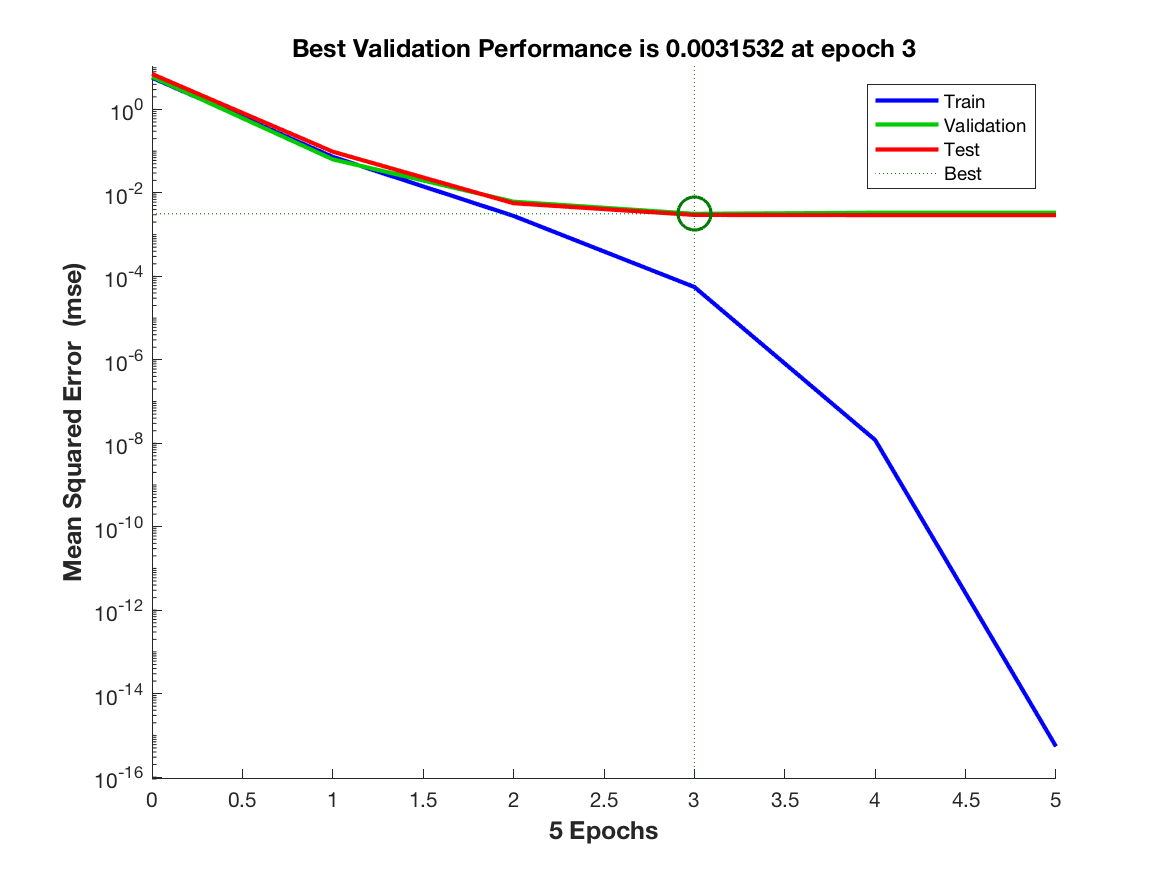 Best Validation Performance is 0.0031532 at epoch 3
Train
Validation
Test
Best
Mean Squared Error (mse)
10^0
10^-2
10^-4
10^-6
10^-8
10^-10
10^-12
10^-14
10^-16
0 0.5 1 1.5 2 2.5 3 3.5 4 4.5 5
5 Epochs